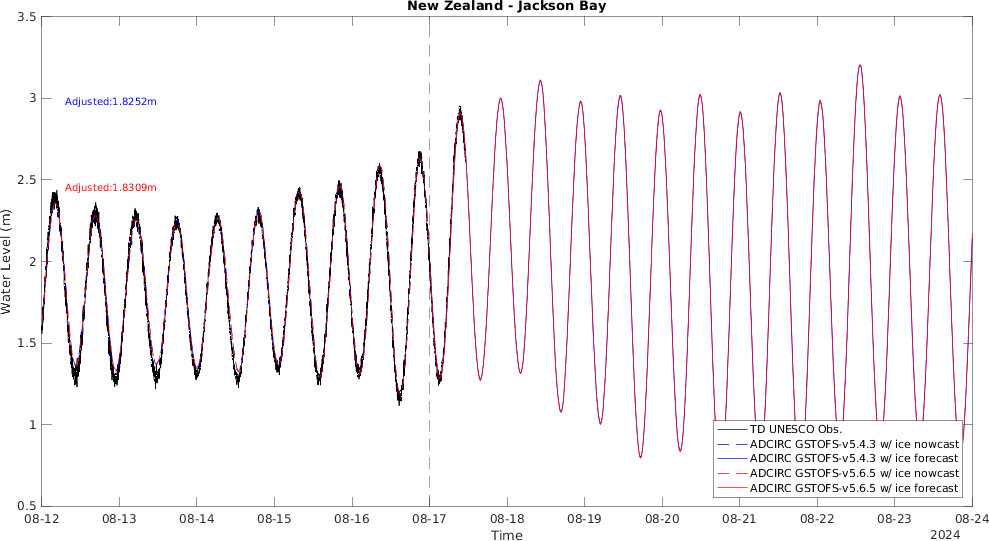 New Zealand - Jackson Bay
3.5
3
2.5
2
1.5
1
0.5
Water Level (m)
Adjusted:1.8252m
Adjusted:1.8309m
TD UNESCO Obs.
ADCIRC GSTOFS-v5.4.3 w/ ice nowcast
ADCIRC GSTOFS-v5.4.3 w/ ice forecast
ADCIRC GSTOFS-v5.6.5 w/ ice nowcast
ADCIRC GSTOFS-v5.6.5 w/ ice forecast
08-12 08-13 08-14 08-15 08-16 08-17 08-18 08-19 08-20 08-21 08-22 08-23 08-24
2024
Time